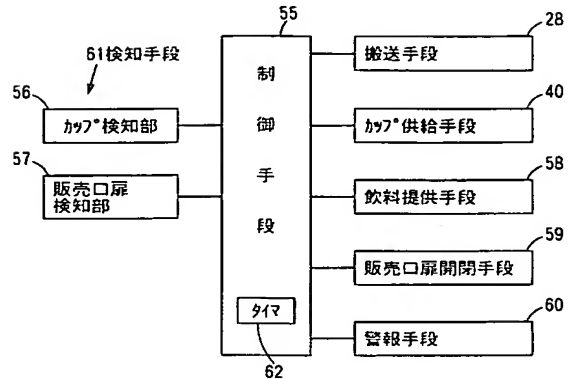 55
61検知手段
56
カップ検知部
57
販売口扉
検知部
制
御
手
段
タイマ
62
28
搬送手段
40
カップ供給手段
58
飲料提供手段
59
販売口扉開閉手段
60
警報手段